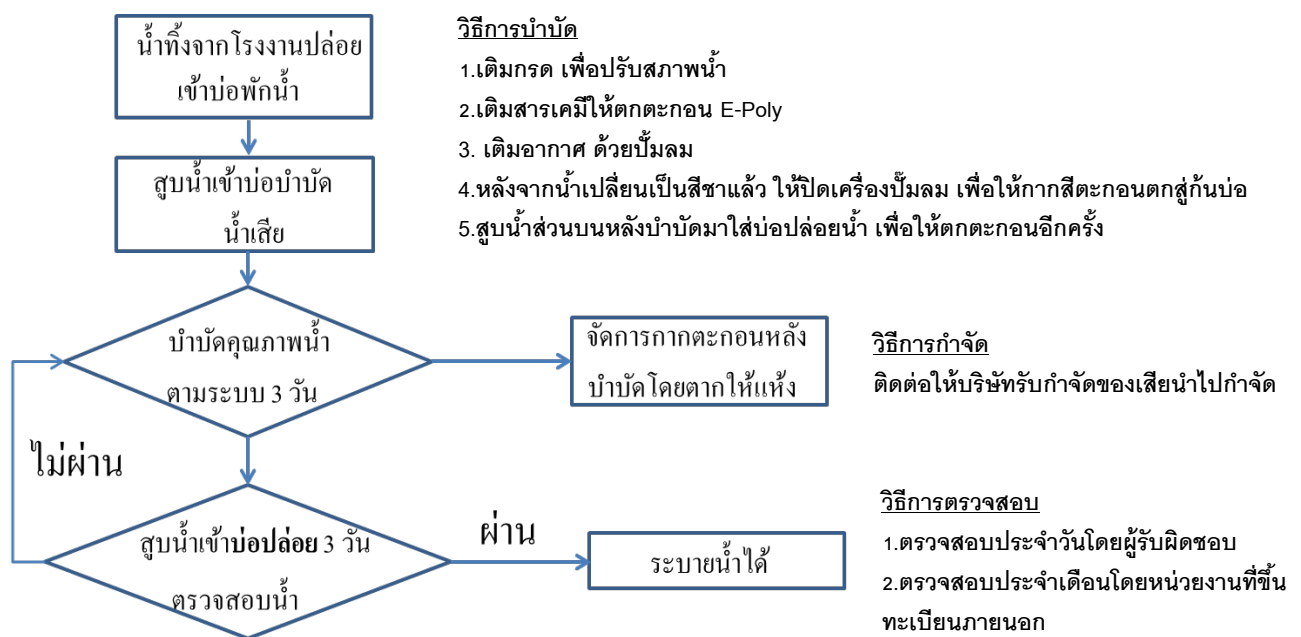 น้ำทิ้งจากโรงงานปล่อย
เข้าบ่อพักน้ำ
วิธีการบำบัด
1.เติมกรด เพื่อปรับสภาพน้ำ
2.เติมสารเคมีให้ตกตะกอน E-Poly
3. เติมอากาศ ด้วยปั๊มลม
4.หลังจากน้ำเปลี่ยนเป็นสีชาแล้ว ให้ปิดเครื่องปั๊มลม เพื่อให้กากสีตะกอนตกสู่ก้นบ่อ
5.สูบน้ำส่วนบนหลังบำบัดมาใส่บ่อปล่อยน้ำ เพื่อให้ตกตะกอนอีกครั้ง
สูบน้ำเข้าบ่อบำบัด
น้ำเสีย
บำบัดคุณภาพน้ำ
ตามระบบ 3 วัน
จัดการกากตะกอนหลัง
บำบัดโดยตากให้แห้ง
วิธีการกำจัด
ติดต่อให้บริษัทรับกำจัดของเสียนำไปกำจัด
ไม่ผ่าน
สูบน้ำเข้าบ่อปล่อย 3 วัน
ตรวจสอบน้ำ
ผ่าน
ระบายน้ำได้
วิธีการตรวจสอบ
1.ตรวจสอบประจำวันโดยผู้รับผิดชอบ
2.ตรวจสอบประจำเดือนโดยหน่วยงานที่ขึ้น
ทะเบียนภายนอก